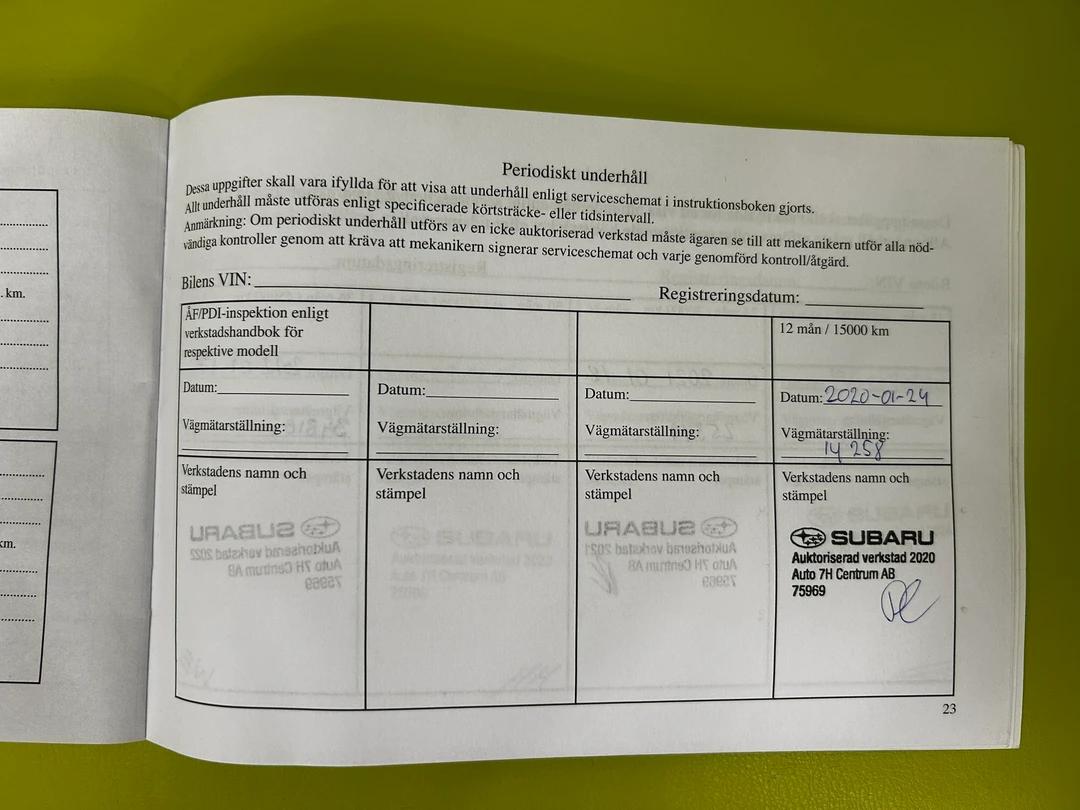 Periodiskt underhåll
Dessa uppgifter skall vara ifyllda för att visa att underhåll enligt serviceschemat i instruktionsboken gjorts.
Allt underhåll måste utföras enligt specificerade körtsträcke- eller tidsintervall.
Anmärkning: Om periodiskt underhåll utförs av en icke auktoriserad verkstad måste ägaren se till att mekanikern utför alla nöd-
vändiga kontroller genom att kräva att mekanikern signerar serviceschemat och varje genomförd kontroll/åtgärd.
Bilens VIN:
Registreringsdatum:
ÅF/PDI-inspektion enligt
verkstadshandbok för
respektive modell
12 mån / 15000 km
Datum:
Datum:
Datum:
Datum: 2020-01-24
Vägmätarställning:
Vägmätarställning:
Vägmätarställning:
Vägmätarställning:
14 258
Verkstadens namn och
stämpel
Verkstadens namn och
stämpel
Verkstadens namn och
stämpel
Verkstadens namn och
stämpel
SUBARU
Auktoriserad verkstad 2020
Auto 7H Centrum AB
75969
. km.
km.
23